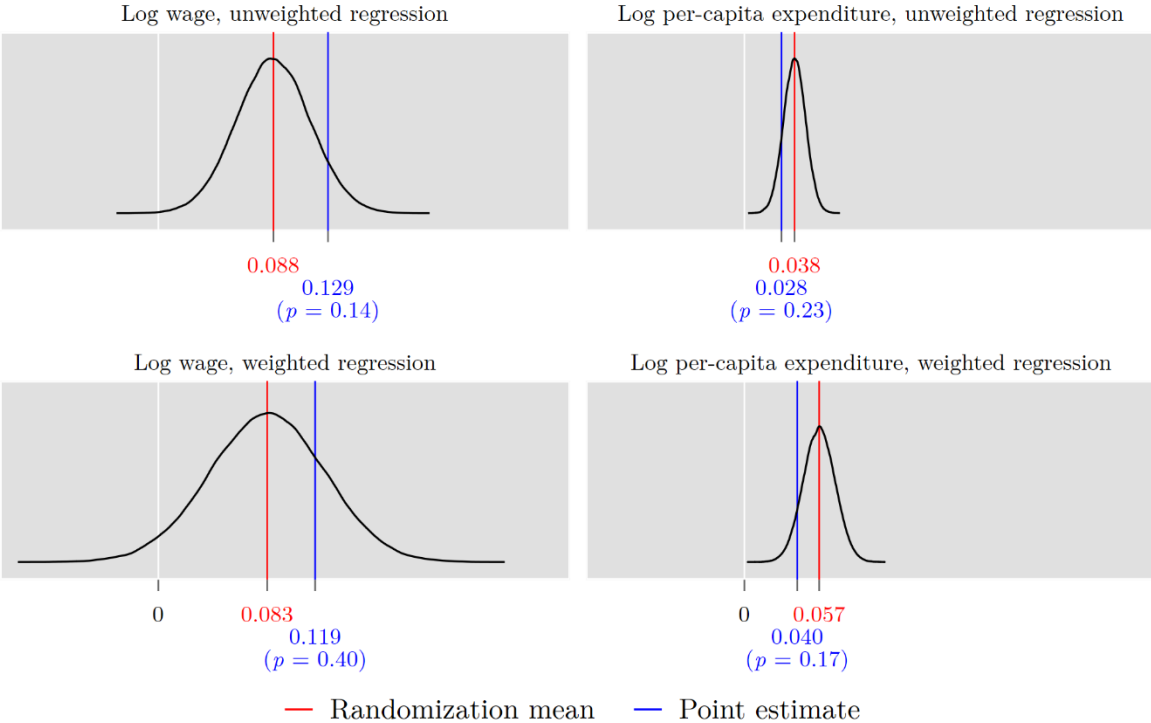 Log wage, unweighted regression
0.088
0.129
(p = 0.14)
Log per-capita expenditure, unweighted regression
0.038
0.028
(p = 0.23)
Log wage, weighted regression
0 0.083
0.119
(p = 0.40)
Log per-capita expenditure, weighted regression
0 0.057
0.040
(p = 0.17)
Randomization mean Point estimate